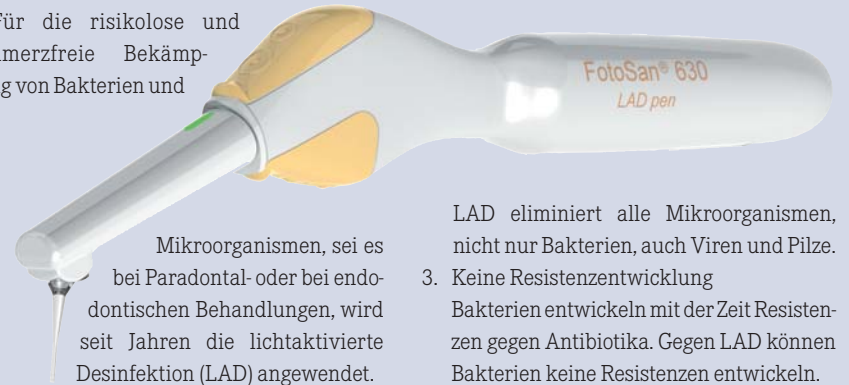 Für die risikolose und
merzfreie Bekämp-
g von Bakterien und
Mikroorganismen, sei es
bei Paradontal- oder bei endo-
dontischen Behandlungen, wird
seit Jahren die lichtaktivierte
Desinfektion (LAD) angewendet.
FotoSan® 630
LAD pen
LAD eliminiert alle Mikroorganismen,
nicht nur Bakterien, auch Viren und Pilze.
3. Keine Resistenzentwicklung
Bakterien entwickeln mit der Zeit Resisten-
zen gegen Antibiotika. Gegen LAD können
Bakterien keine Resistenzen entwickeln.